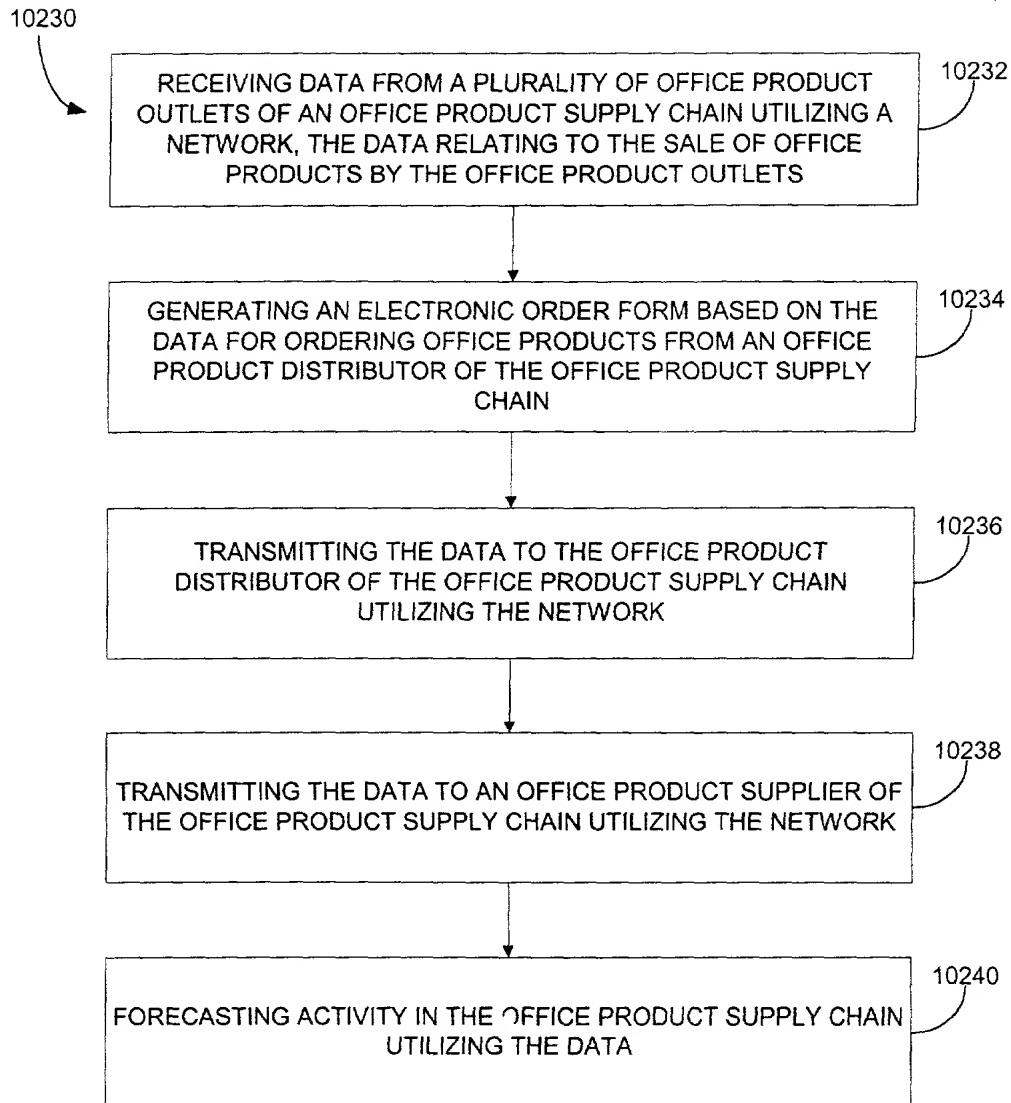 10230
RECEIVING DATA FROM A PLURALITY OF OFFICE PRODUCT
OUTLETS OF AN OFFICE PRODUCT SUPPLY CHAIN UTILIZING A
NETWORK, THE DATA RELATING TO THE SALE OF OFFICE
PRODUCTS BY THE OFFICE PRODUCT OUTLETS
10232
GENERATING AN ELECTRONIC ORDER FORM BASED ON THE
DATA FOR ORDERING OFFICE PRODUCTS FROM AN OFFICE
PRODUCT DISTRIBUTOR OF THE OFFICE PRODUCT SUPPLY
CHAIN
10234
TRANSMITTING THE DATA TO THE OFFICE PRODUCT
DISTRIBUTOR OF THE OFFICE PRODUCT SUPPLY CHAIN
UTILIZING THE NETWORK
10236
TRANSMITTING THE DATA TO AN OFFICE PRODUCT SUPPLIER OF
THE OFFICE PRODUCT SUPPLY CHAIN UTILIZING THE NETWORK
10238
FORECASTING ACTIVITY IN THE OFFICE PRODUCT SUPPLY CHAIN
UTILIZING THE DATA
10240